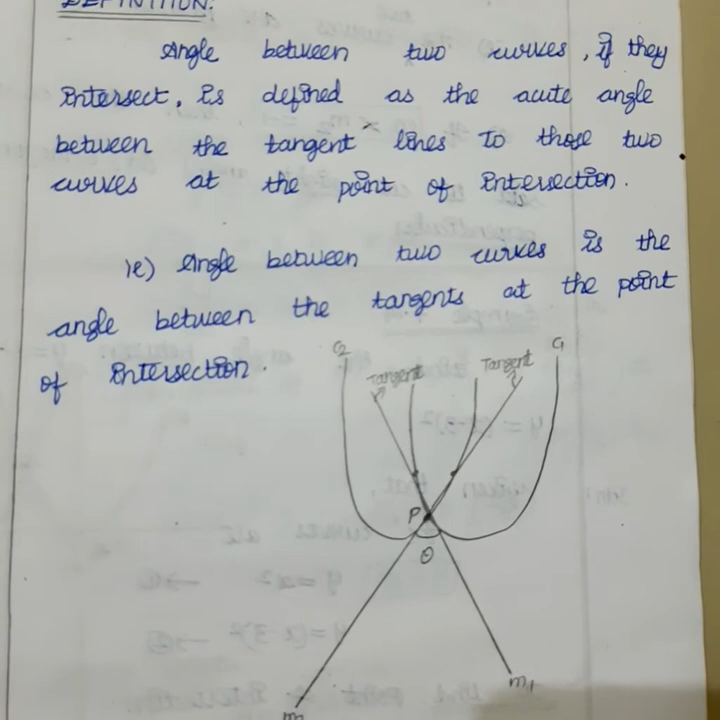 DEFINITION:
Angle between two curves, if they
intersect, is defined as the acute angle
between the tangent lines to those two
curves at the point of intersection.
ie) Angle between two curves is the
angle between the tangents at the point
of intersection.
C2 C1
Tangent Tangent
P
θ
m1